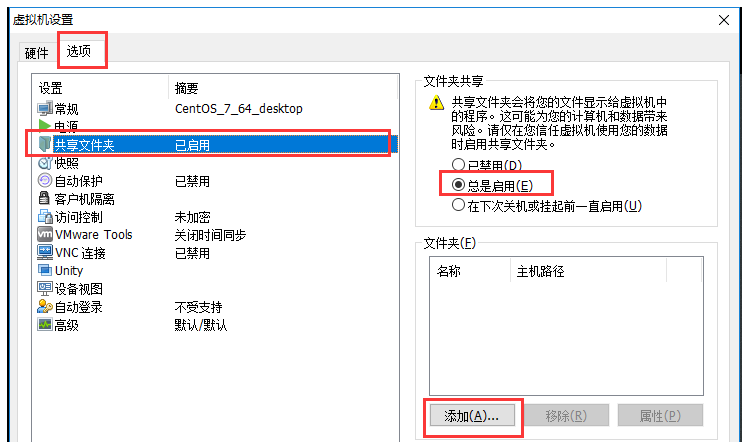 虚拟机设置
硬件 选项
设置 摘要
常规 CentOS_7_64_desktop
电源
共享文件夹 已启用
快照
自动保护 已禁用
客户机隔离
访问控制 未加密
VMware Tools 关闭时间同步
VNC 连接 已禁用
Unity
设备视图
自动登录 不受支持
高级 默认/默认
文件夹共享
共享文件夹会将您的文件显示给虚拟机中
的程序。这可能为您的计算机和数据带来
风险。请仅在您信任虚拟机使用您的数据
时启用共享文件夹。
已禁用(D)
总是启用(E)
在下次关机或挂起前一直启用(U)
文件夹(F)
名称 主机路径
添加(A)... 移除(R) 属性(P)